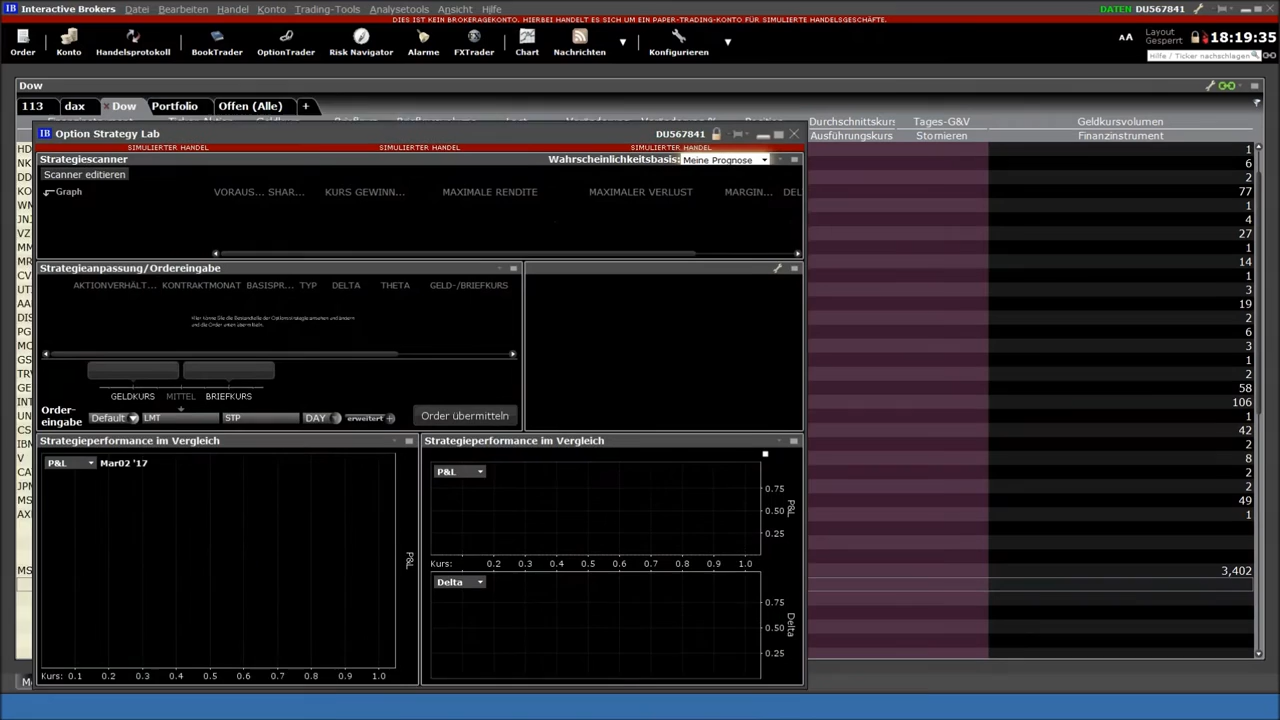 IB Interactive Brokers Datei Bearbeiten Handel Konto Trading-Tools Analysetools Ansicht Hilfe DATEN DU567841
DIES IST KEIN BROKERAGEKONTO. HIERBEI HANDELT ES SICH UM EIN PAPER-TRADING-KONTO FÜR SIMULIERTE HANDELSGESCHÄFTE.
Order Konto Handelsprotokoll BookTrader OptionTrader Risk Navigator Alarme FXTrader Chart Nachrichten Konfigurieren AA Layout Gesperrt 18:19:35
Hilfe / Ticker nachschlagen
Dow
113 dax Dow Portfolio Offen (Alle) +
Durchschnittskurs Tages-G&V Geldkursvolumen
Ausführungskurs Stornieren Finanzinstrument
IB Option Strategy Lab DU567841
SIMULIERTER HANDEL SIMULIERTER HANDEL SIMULIERTER HANDEL
Strategiescanner Wahrscheinlichkeitsbasis: Meine Prognose
Scanner editieren
Graph VORAUS... SHAR... KURS GEWINN... MAXIMALE RENDITE MAXIMALER VERLUST MARGIN... DEL
1
6
2
77
1
4
27
1
14
1
3
19
2
6
3
1
2
58
106
1
42
2
8
2
2
49
1
3,402
Strategieanpassung/Ordereingabe
AKTION VERHÄLT... KONTRAKTMONAT BASISPR... TYP DELTA THETA GELD-/BRIEFKURS
GELDKURS MITTEL BRIEFKURS
Order-
eingabe Default LMT STP DAY erweitert Order übermitteln
Strategieperformance im Vergleich
P&L Mar02 '17
P&L
Kurs: 0.1 0.2 0.3 0.4 0.5 0.6 0.7 0.8 0.9 1.0
Strategieperformance im Vergleich
P&L
0.75
0.50
0.25
P&L
Kurs: 0.2 0.3 0.4 0.5 0.6 0.7 0.8 0.9 1.0
Delta
0.75
0.50
0.25
Delta